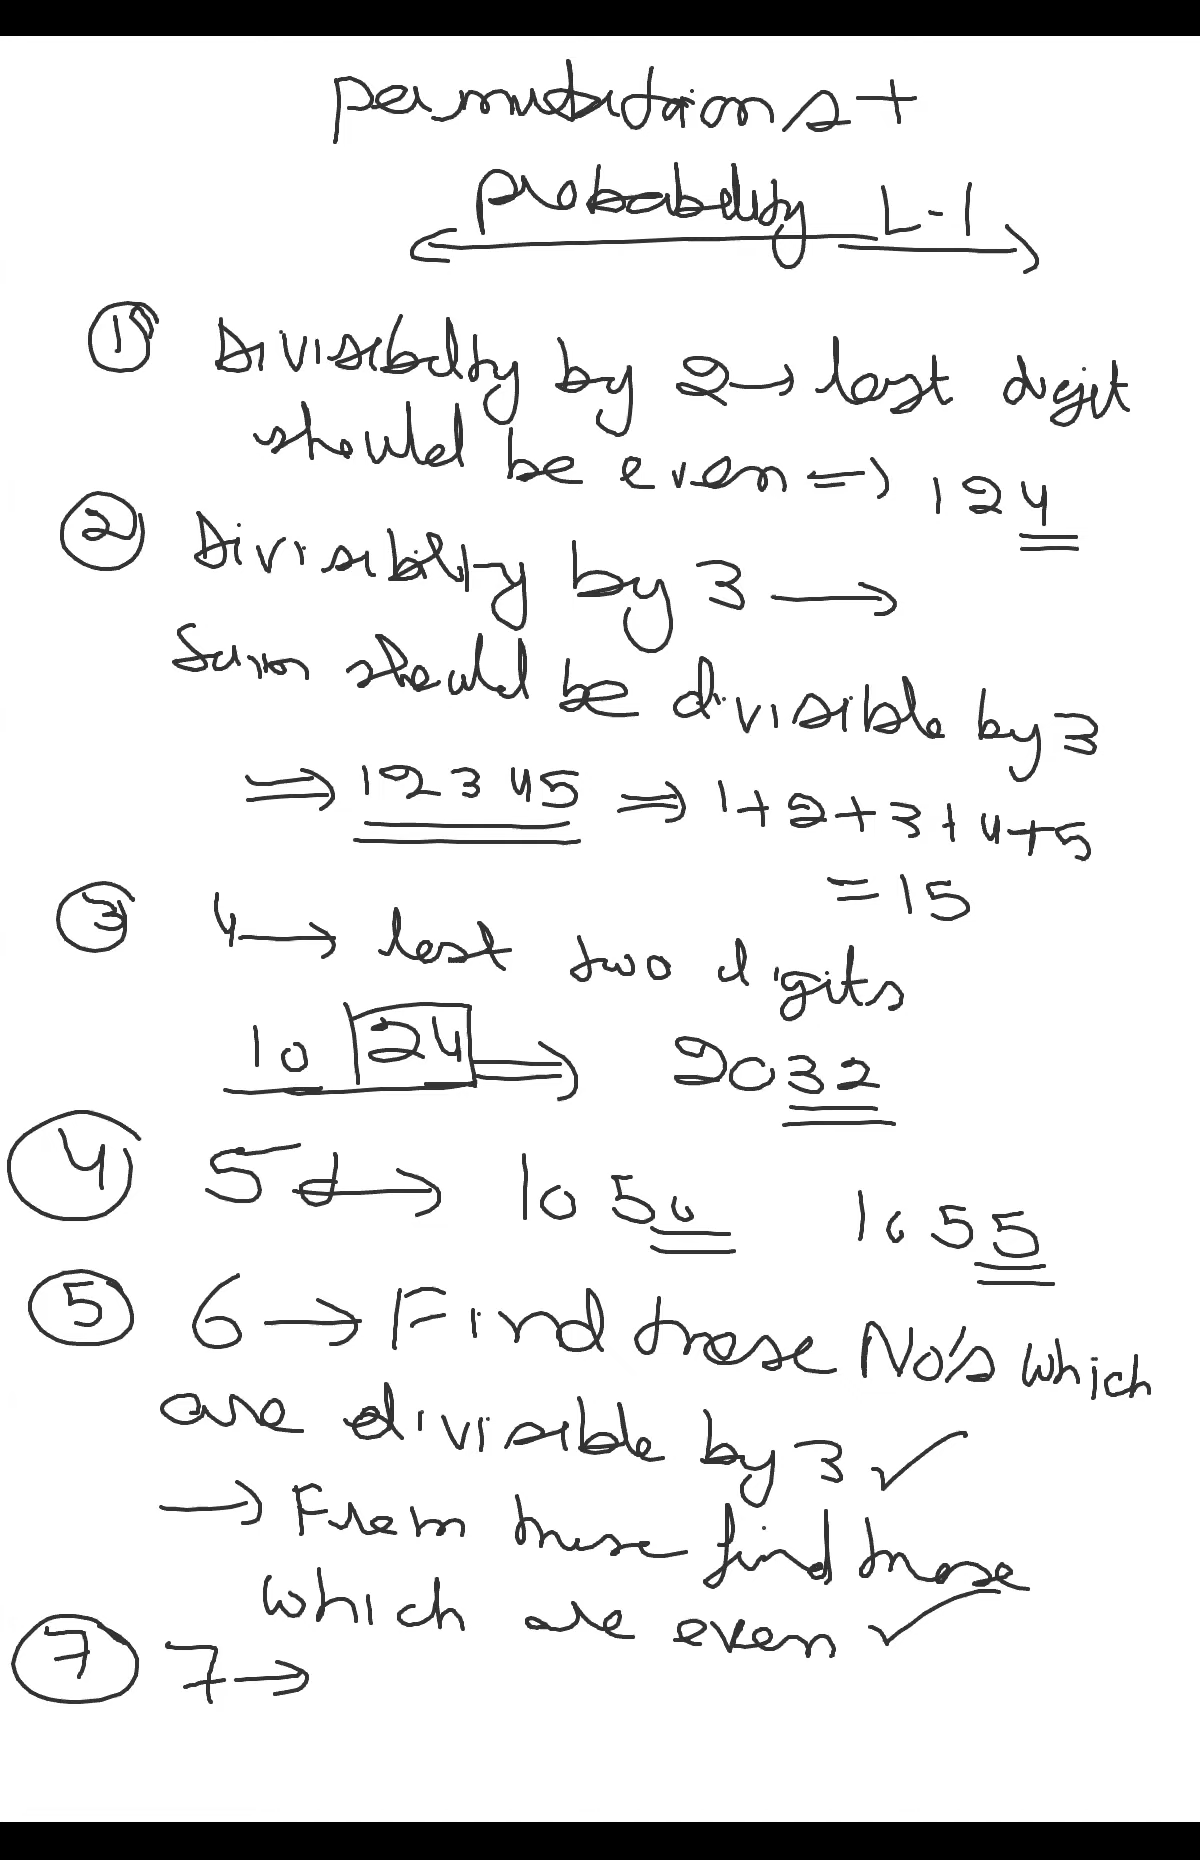 permutations +
probability L-1
① Divisibility by 2 → last digit
should be even ⇒ 124
② Divisibility by 3 →
Sum should be divisible by 3
⇒ 12345 ⇒ 1+2+3+4+5
= 15
③ 4 → last two digits
10 24 ⇒ 2032
④ 5 → 1050 1055
⑤ 6 → Find those No's which
are divisible by 3 ✓
→ From these find those
which are even ✓
⑦ 7 →